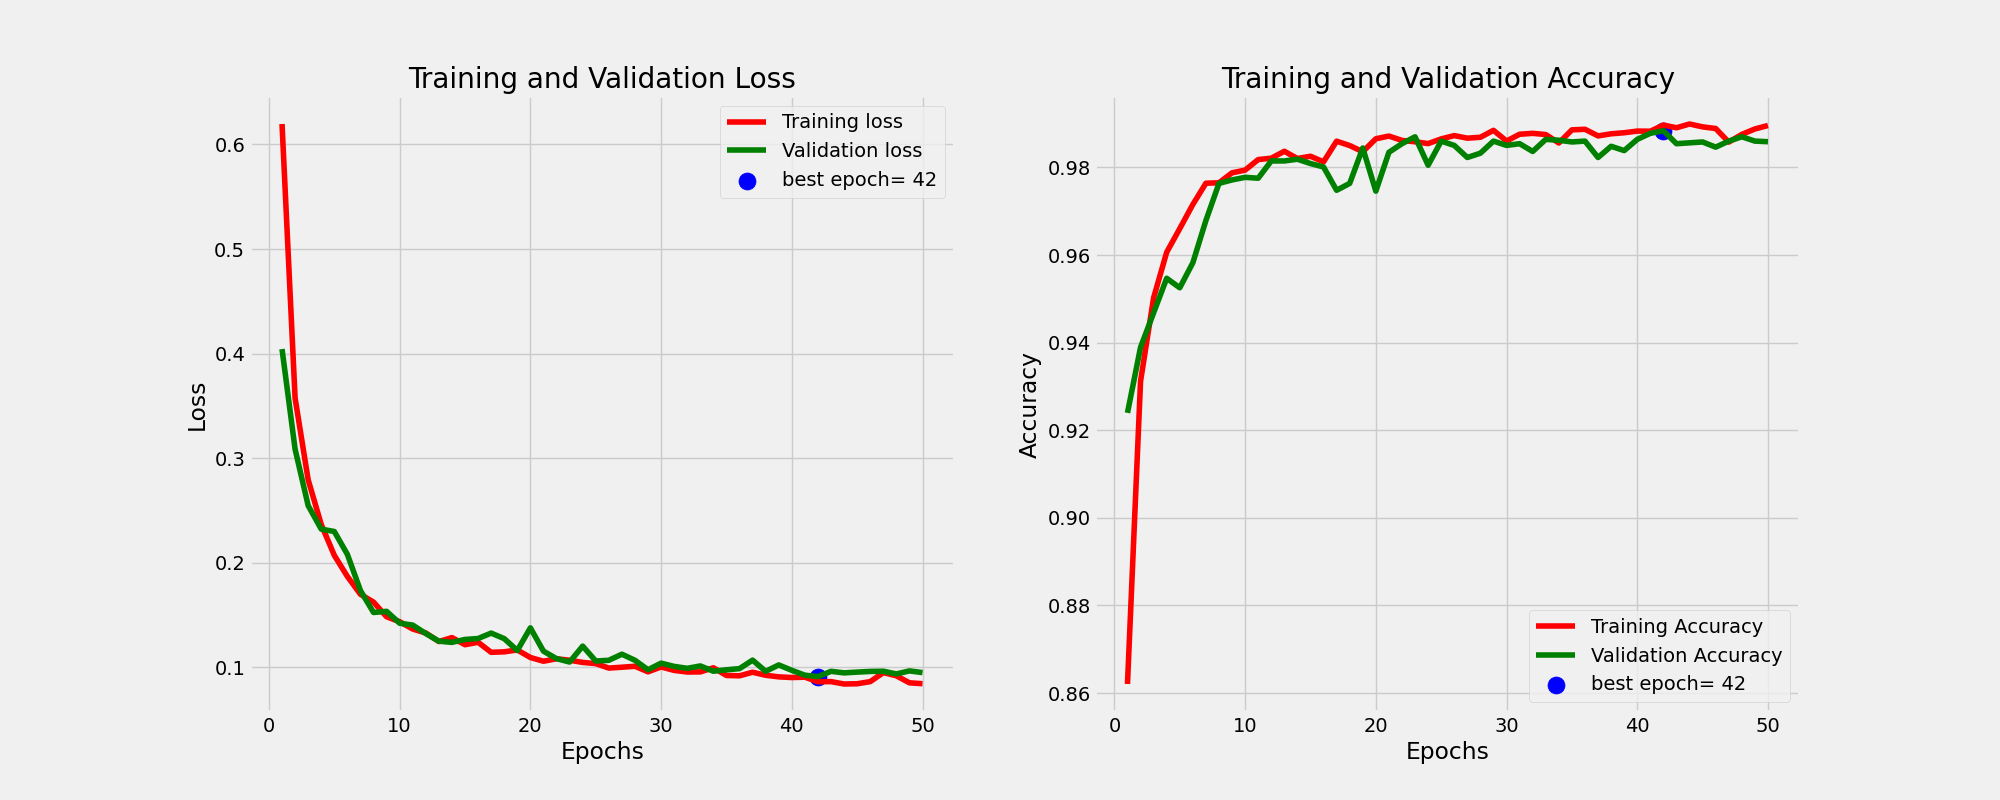 Training and Validation Loss
Training loss
Validation loss
best epoch= 42
0.6
0.5
0.4
0.3
0.2
0.1
Loss
0 10 20 30 40 50
Epochs
Training and Validation Accuracy
0.98
0.96
0.94
0.92
0.90
0.88
0.86
Accuracy
Training Accuracy
Validation Accuracy
best epoch= 42
0 10 20 30 40 50
Epochs